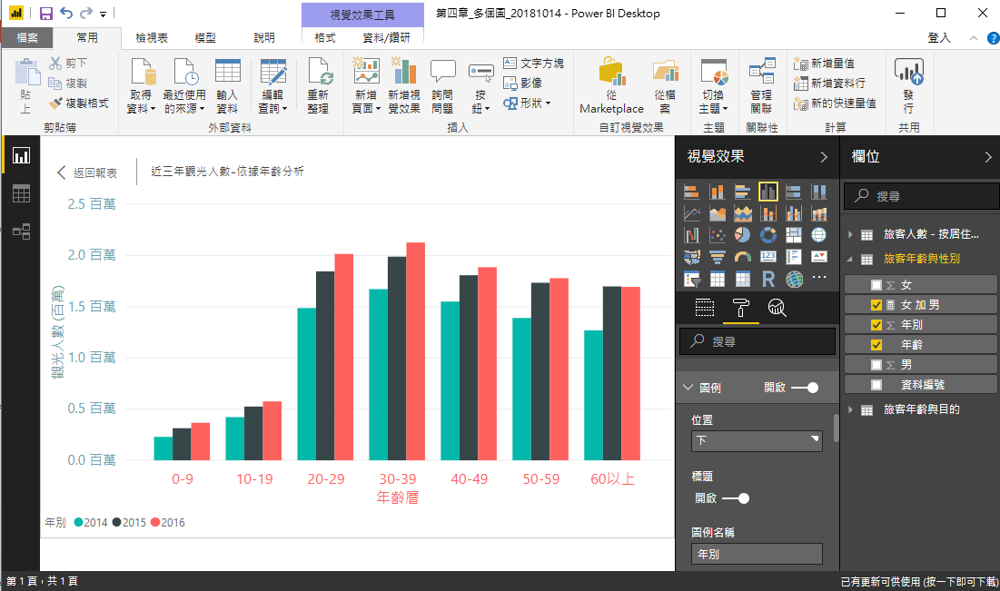 視覺效果工具
第四章_多個圖_20181014 - Power BI Desktop
檔案 常用 檢視表 模型 說明 格式 資料/鑽研 登入
貼上
剪下
複製
複製格式
剪貼簿
取得資料
最近使用的來源
輸入資料
編輯查詢
重新整理
外部資料
新增頁面
新增視覺效果
詢問問題
按鈕
文字方塊
影像
形狀
插入
從 Marketplace
從檔案
自訂視覺效果
切換主題
主題
管理關聯
關聯性
新增量值
新增資料行
新的快速量值
計算
發行
共用
返回報表
近三年觀光人數-依據年齡分析
觀光人數 (百萬)
2.5 百萬
2.0 百萬
1.5 百萬
1.0 百萬
0.5 百萬
0.0 百萬
0-9 10-19 20-29 30-39 40-49 50-59 60以上
年齡層
年別 2014 2015 2016
視覺效果
123
R
搜尋
圖例 開啟
位置
下
標題
開啟
圖例名稱
年別
欄位
搜尋
旅客人數 - 按居住...
旅客年齡與性別
女
女 加 男
年別
年齡
男
資料編號
旅客年齡與目的
第 1 頁，共 1 頁
已有更新可供使用 (按一下即可下載)